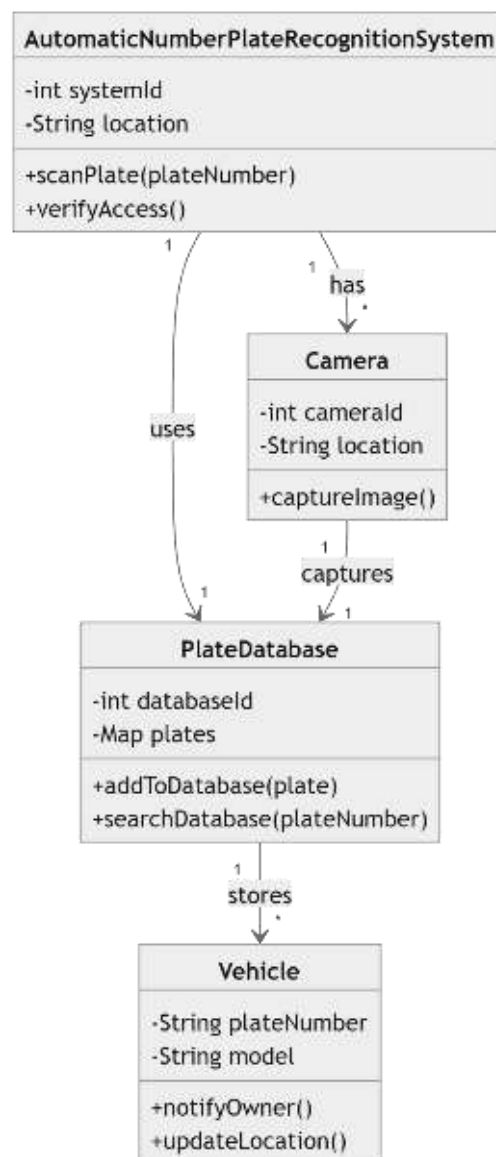 AutomaticNumberPlateRecognitionSystem
-int systemId
-String location
+scanPlate(plateNumber)
+verifyAccess()
1
1
has
*
Camera
-int cameraId
-String location
+captureImage()
uses
1
captures
1
1
PlateDatabase
-int databaseId
-Map plates
+addToDatabase(plate)
+searchDatabase(plateNumber)
1
stores
*
Vehicle
-String plateNumber
-String model
+notifyOwner()
+updateLocation()